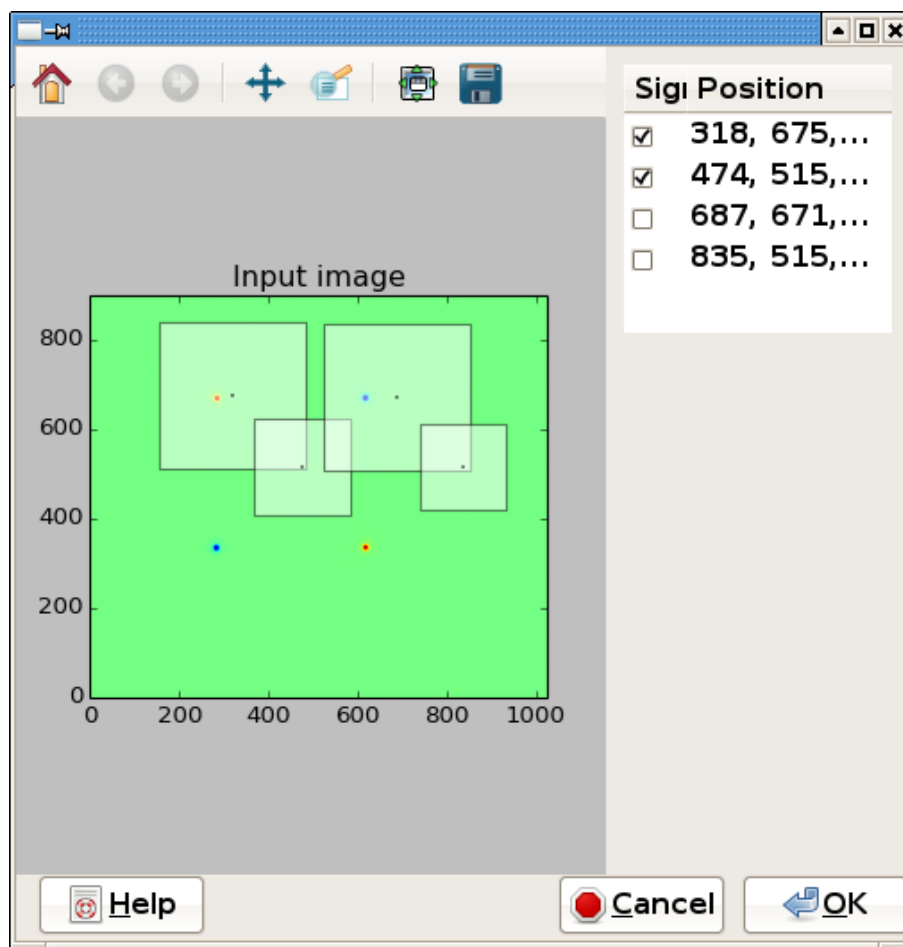 Sigı Position
318, 675,...
474, 515,...
687, 671,...
835, 515,...
Input image
800
600
400
200
0
0 200 400 600 800 1000
Help Cancel OK